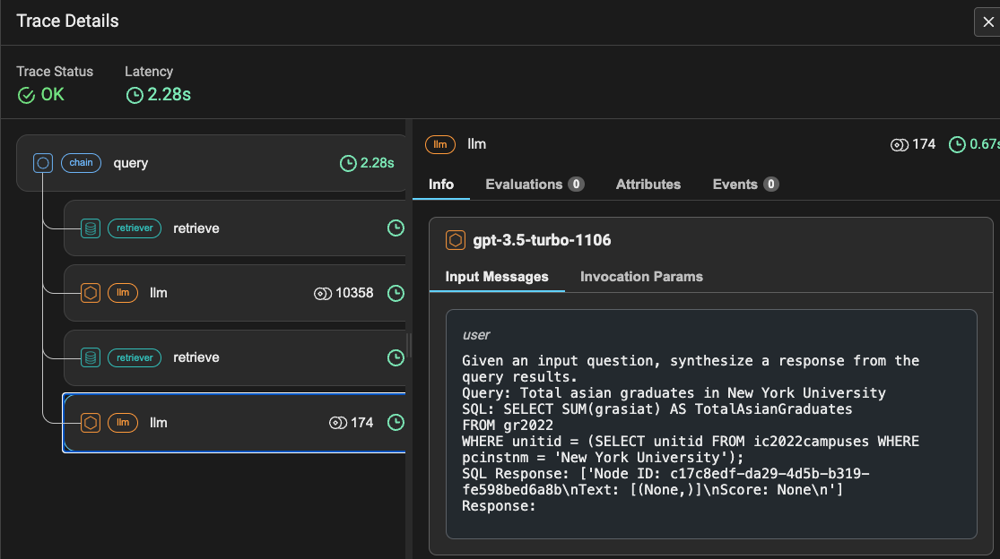 Trace Details
Trace Status
Latency
OK
2.28s
chain
query
2.28s
retriever
retrieve
llm
llm
10358
retriever
retrieve
llm
llm
174
llm
llm
174
0.67s
Info
Evaluations 0
Attributes
Events 0
gpt-3.5-turbo-1106
Input Messages
Invocation Params
user
Given an input question, synthesize a response from the
query results.
Query: Total asian graduates in New York University
SQL: SELECT SUM(grasiat) AS TotalAsianGraduates
FROM gr2022
WHERE unitid = (SELECT unitid FROM ic2022campuses WHERE
pcinstnm = 'New York University');
SQL Response: ['Node ID: c17c8edf-da29-4d5b-b319-
fe598bed6a8b\nText: [(None,)]\nScore: None\n']
Response: